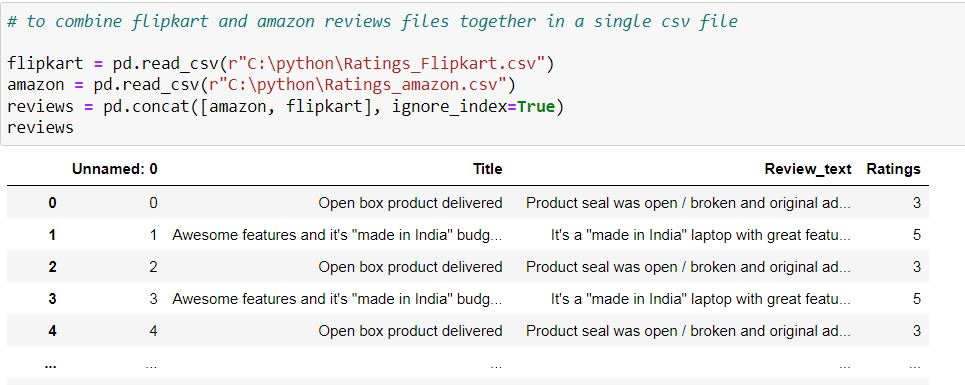 # to combine flipkart and amazon reviews files together in a single csv file
flipkart = pd.read_csv(r"C:\python\Ratings_Flipkart.csv")
amazon = pd.read_csv(r"C:\python\Ratings_amazon.csv")
reviews = pd.concat([amazon, flipkart], ignore_index=True)
reviews
Unnamed: 0 Title Review_text Ratings
0 0 Open box product delivered Product seal was open / broken and original ad... 3
1 1 Awesome features and it's "made in India" budg... It's a "made in India" laptop with great featu... 5
2 2 Open box product delivered Product seal was open / broken and original ad... 3
3 3 Awesome features and it's "made in India" budg... It's a "made in India" laptop with great featu... 5
4 4 Open box product delivered Product seal was open / broken and original ad... 3
... ... ... ... ...